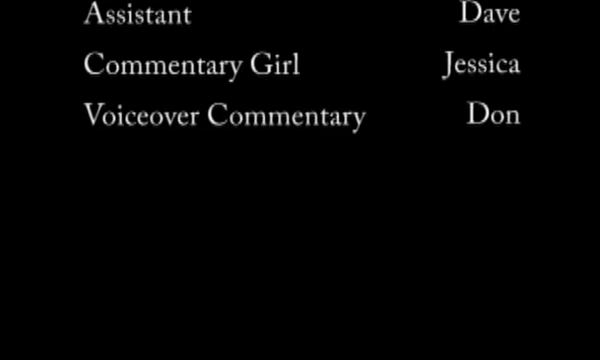 Assistant Dave
Commentary Girl Jessica
Voiceover Commentary Don